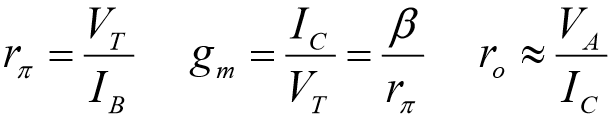 r_π = V_T / I_B   g_m = I_C / V_T = β / r_π   r_o ≈ V_A / I_C